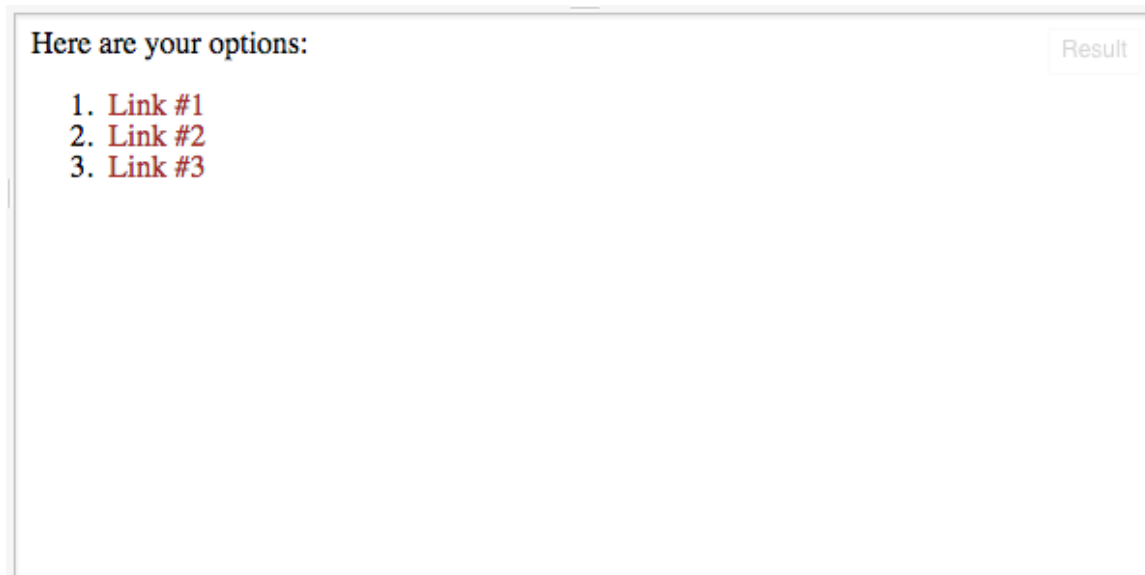 Here are your options:
Result
1. Link #1
2. Link #2
3. Link #3